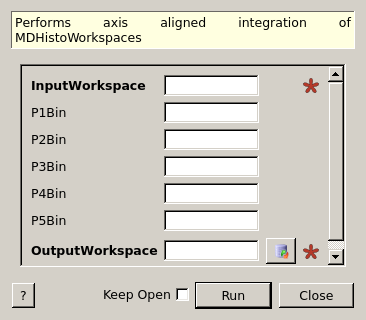 Performs axis aligned integration of
MDHistoWorkspaces
InputWorkspace
P1Bin
P2Bin
P3Bin
P4Bin
P5Bin
OutputWorkspace
? Keep Open Run Close